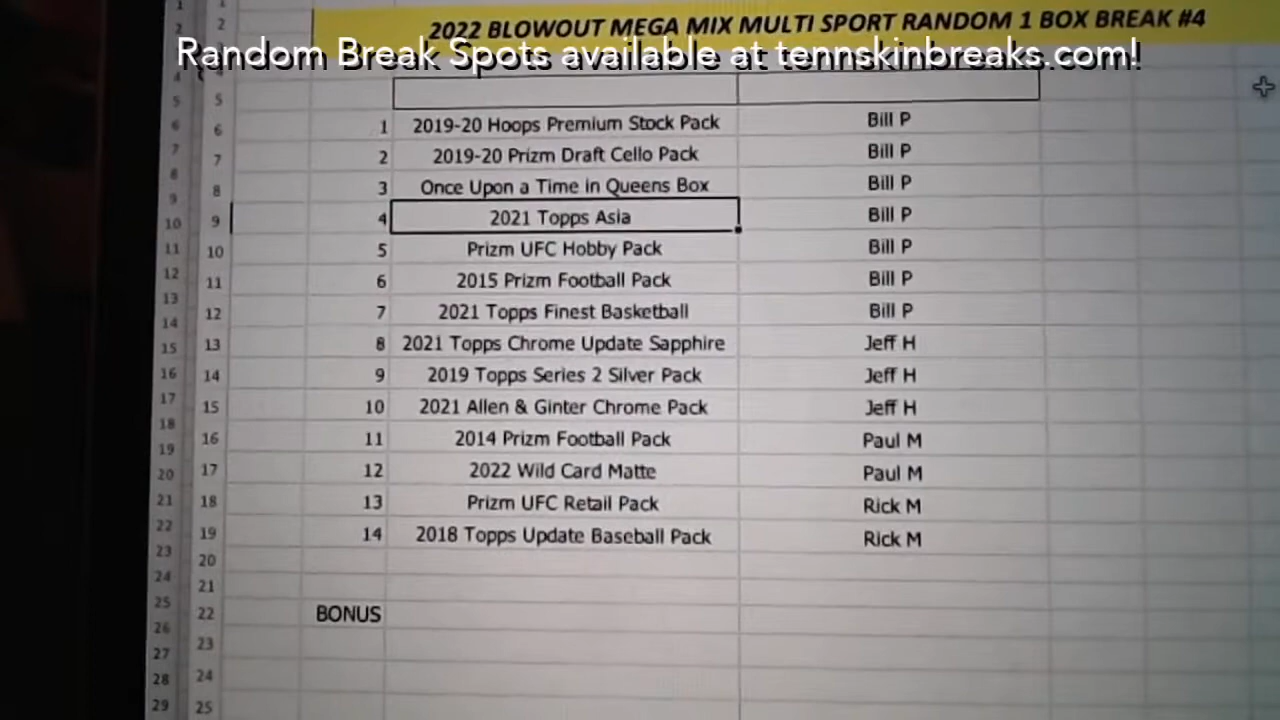 2022 BLOWOUT MEGA MIX MULTI SPORT RANDOM 1 BOX BREAK #4
Random Break Spots available at tennskinbreaks.com!
1 2019-20 Hoops Premium Stock Pack Bill P
2 2019-20 Prizm Draft Cello Pack Bill P
3 Once Upon a Time in Queens Box Bill P
4 2021 Topps Asia Bill P
5 Prizm UFC Hobby Pack Bill P
6 2015 Prizm Football Pack Bill P
7 2021 Topps Finest Basketball Bill P
8 2021 Topps Chrome Update Sapphire Jeff H
9 2019 Topps Series 2 Silver Pack Jeff H
10 2021 Allen & Ginter Chrome Pack Jeff H
11 2014 Prizm Football Pack Paul M
12 2022 Wild Card Matte Paul M
13 Prizm UFC Retail Pack Rick M
14 2018 Topps Update Baseball Pack Rick M
BONUS